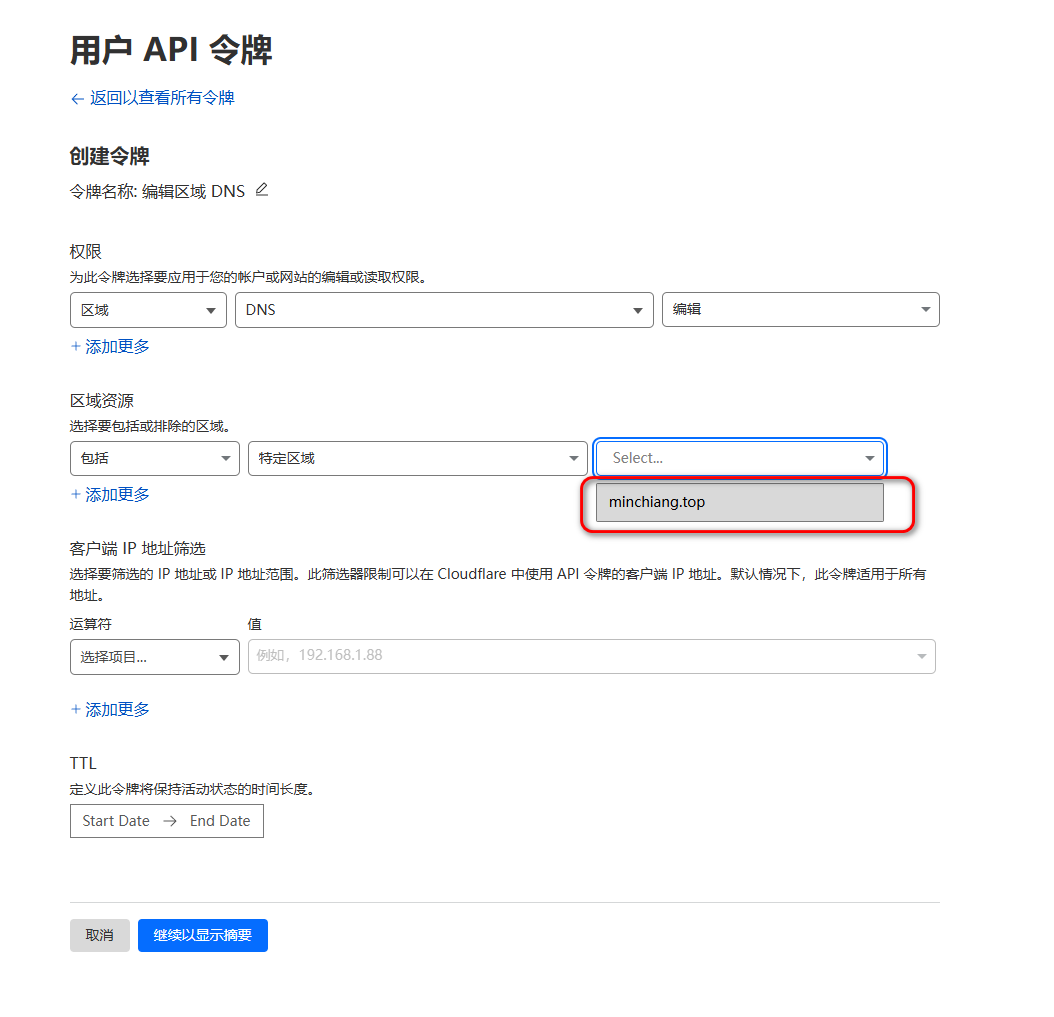 用户 API 令牌
← 返回以查看所有令牌
创建令牌
令牌名称: 编辑区域 DNS
权限
为此令牌选择要应用于您的帐户或网站的编辑或读取权限。
区域 DNS 编辑
+ 添加更多
区域资源
选择要包括或排除的区域。
包括 特定区域 Select...
+ 添加更多 minchiang.top
客户端 IP 地址筛选
选择要筛选的 IP 地址或 IP 地址范围。此筛选器限制可以在 Cloudflare 中使用 API 令牌的客户端 IP 地址。默认情况下，此令牌适用于所有
地址。
运算符 值
选择项目... 例如，192.168.1.88
+ 添加更多
TTL
定义此令牌将保持活动状态的时间长度。
Start Date → End Date
取消 继续以显示摘要